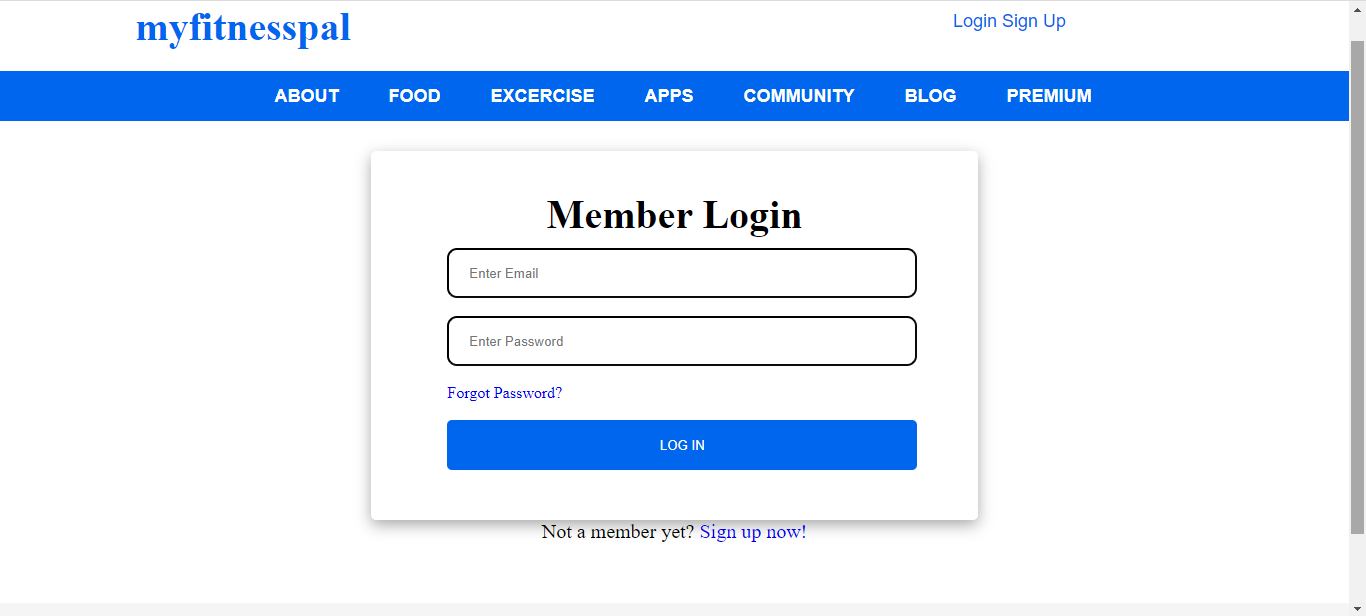 myfitnesspal
Login Sign Up
ABOUT FOOD EXCERCISE APPS COMMUNITY BLOG PREMIUM
Member Login
Enter Email
Enter Password
Forgot Password?
LOG IN
Not a member yet? Sign up now!